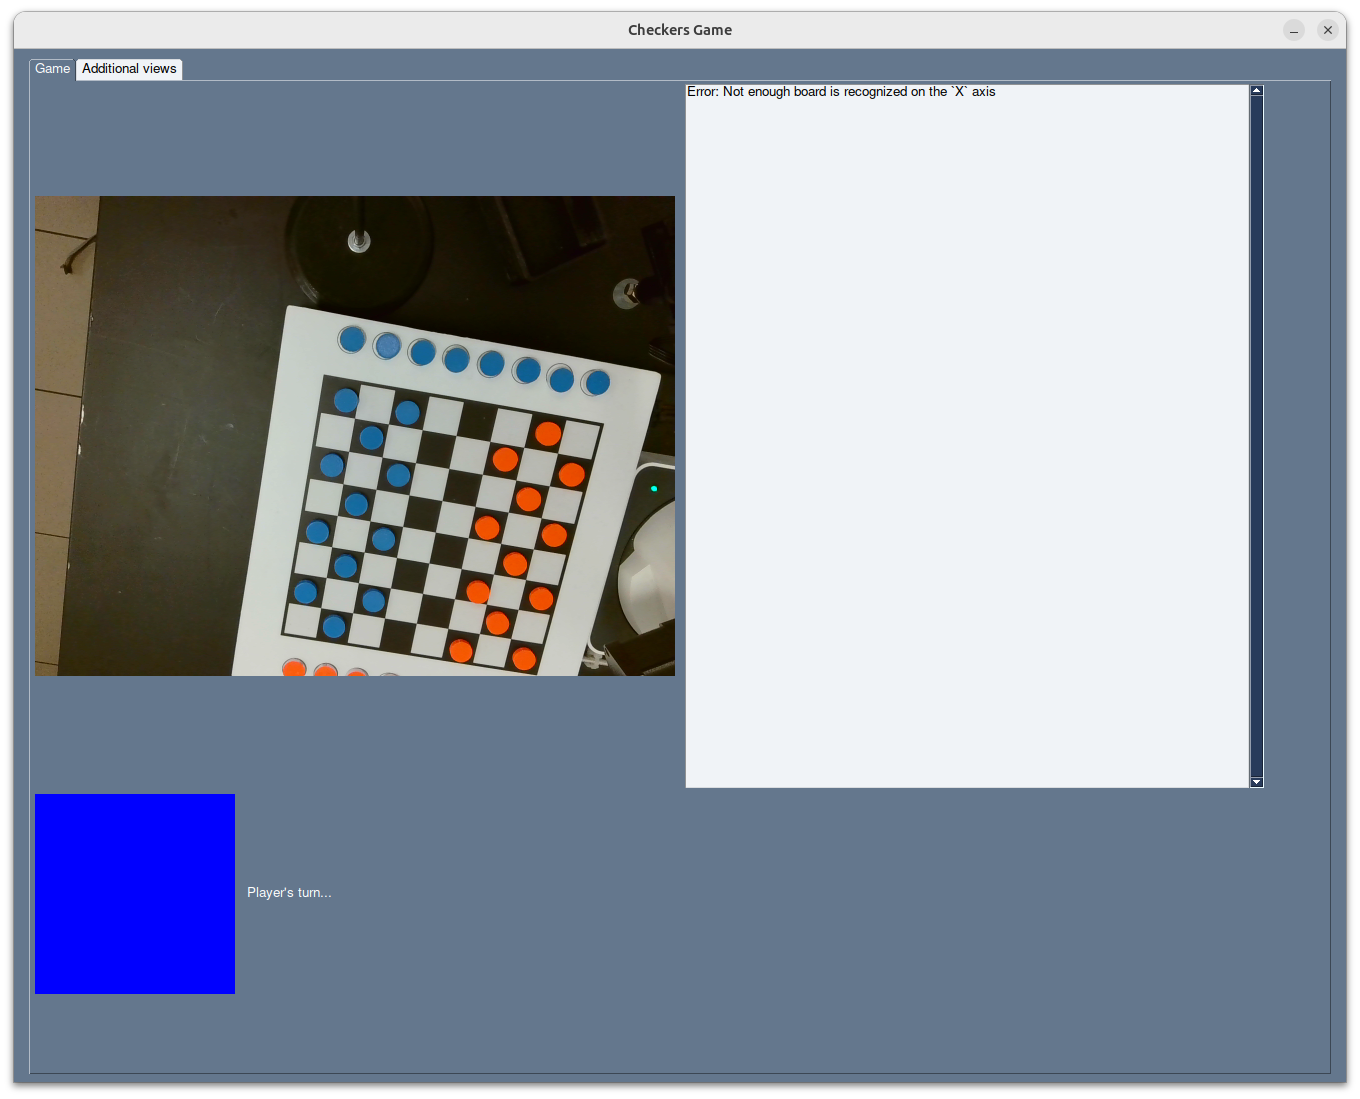 Checkers Game
Game
Additional views
Error: Not enough board is recognized on the `X` axis
Player's turn...